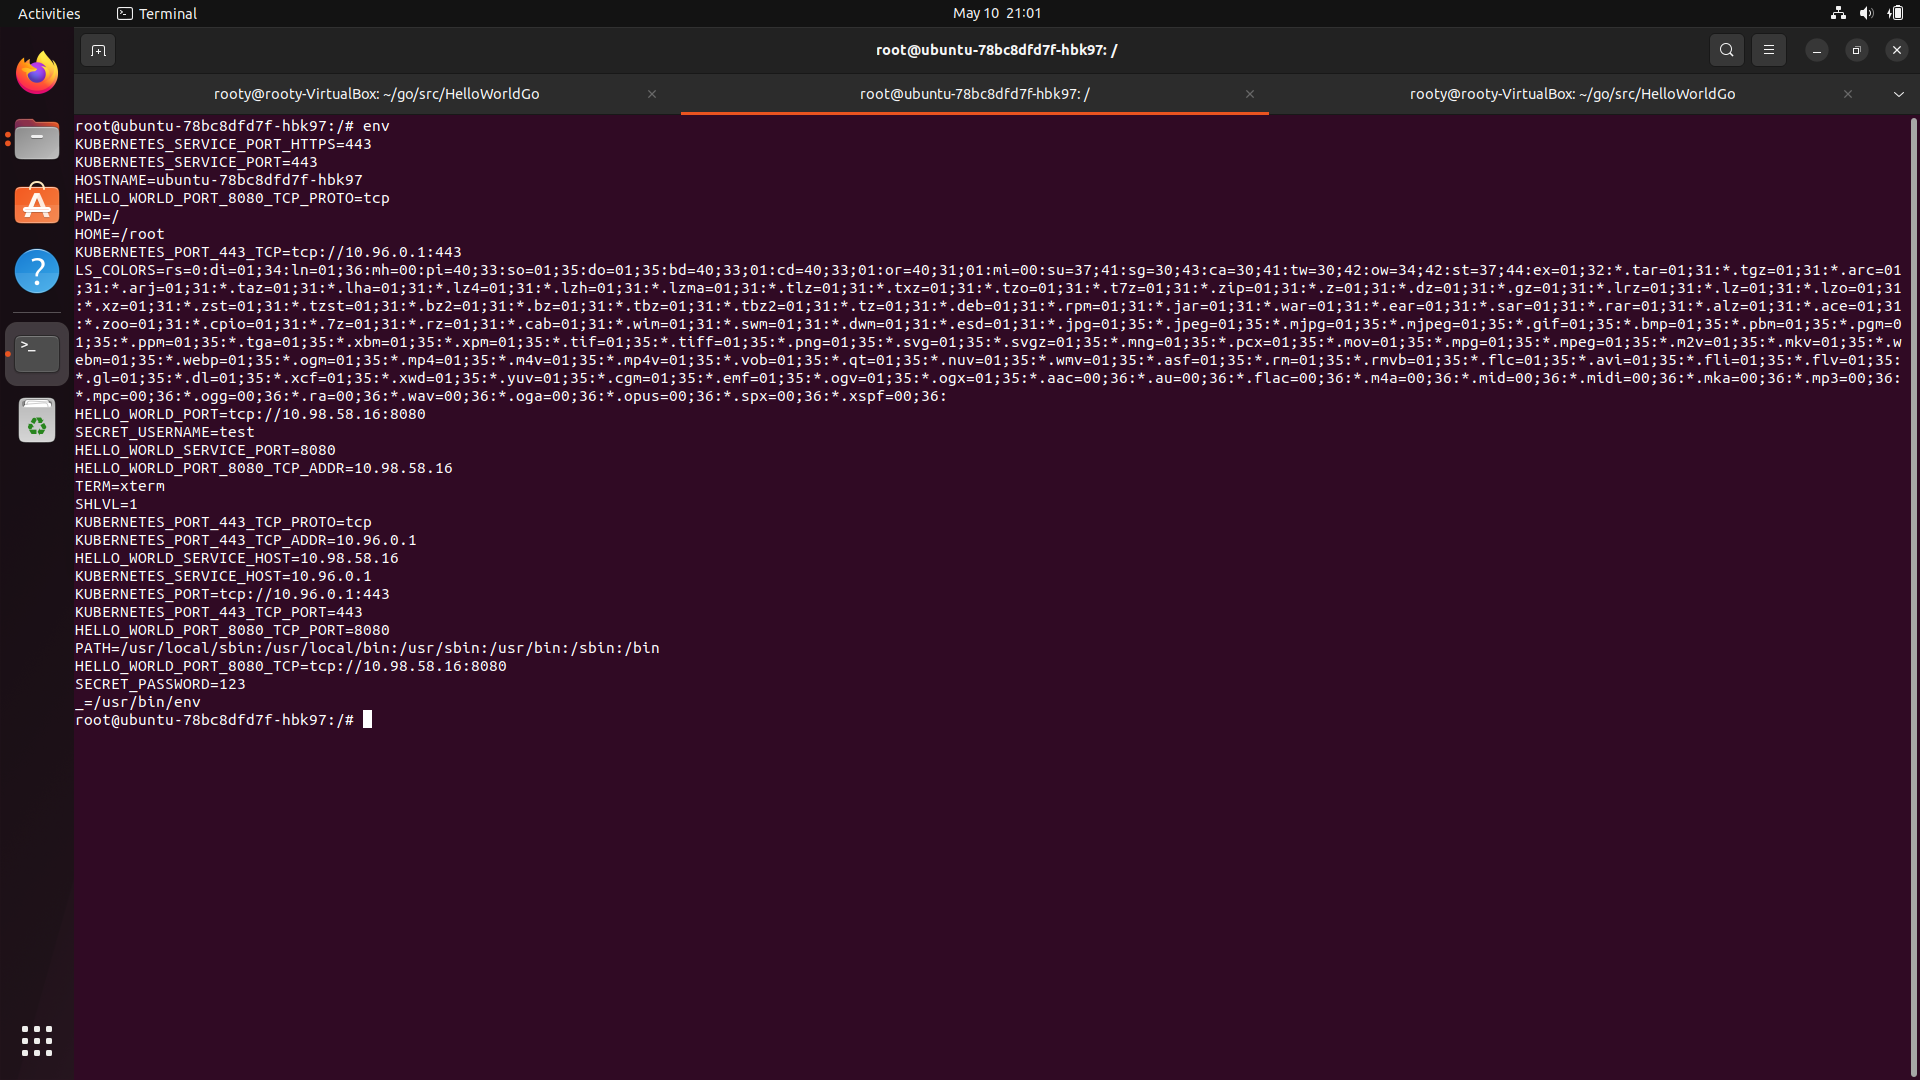 Activities
Terminal
May 10 21:01
root@ubuntu-78bc8dfd7f-hbk97: /
rooty@rooty-VirtualBox: ~/go/src/HelloWorldGo
root@ubuntu-78bc8dfd7f-hbk97: /
rooty@rooty-VirtualBox: ~/go/src/HelloWorldGo
root@ubuntu-78bc8dfd7f-hbk97:/# env
KUBERNETES_SERVICE_PORT_HTTPS=443
KUBERNETES_SERVICE_PORT=443
HOSTNAME=ubuntu-78bc8dfd7f-hbk97
HELLO_WORLD_PORT_8080_TCP_PROTO=tcp
PWD=/
HOME=/root
KUBERNETES_PORT_443_TCP=tcp://10.96.0.1:443
LS_COLORS=rs=0:di=01;34:ln=01;36:mh=00:pi=40;33:so=01;35:do=01;35:bd=40;33;01:cd=40;33;01:or=40;31;01:mi=00:su=37;41:sg=30;43:ca=30;41:tw=30;42:ow=34;42:st=37;44:ex=01;32:*.tar=01;31:*.tgz=01;31:*.arc=01
;31:*.arj=01;31:*.taz=01;31:*.lha=01;31:*.lz4=01;31:*.lzh=01;31:*.lzma=01;31:*.tlz=01;31:*.txz=01;31:*.tzo=01;31:*.t7z=01;31:*.zip=01;31:*.z=01;31:*.dz=01;31:*.gz=01;31:*.lrz=01;31:*.lz=01;31:*.lzo=01;31
:*.xz=01;31:*.zst=01;31:*.tzst=01;31:*.bz2=01;31:*.bz=01;31:*.tbz=01;31:*.tbz2=01;31:*.tz=01;31:*.deb=01;31:*.rpm=01;31:*.jar=01;31:*.war=01;31:*.ear=01;31:*.sar=01;31:*.rar=01;31:*.alz=01;31:*.ace=01;31
:*.zoo=01;31:*.cpio=01;31:*.7z=01;31:*.rz=01;31:*.cab=01;31:*.wim=01;31:*.swm=01;31:*.dwm=01;31:*.esd=01;31:*.jpg=01;35:*.jpeg=01;35:*.mjpg=01;35:*.mjpeg=01;35:*.gif=01;35:*.bmp=01;35:*.pbm=01;35:*.pgm=0
1;35:*.ppm=01;35:*.tga=01;35:*.xbm=01;35:*.xpm=01;35:*.tif=01;35:*.tiff=01;35:*.png=01;35:*.svg=01;35:*.svgz=01;35:*.mng=01;35:*.pcx=01;35:*.mov=01;35:*.mpg=01;35:*.mpeg=01;35:*.m2v=01;35:*.mkv=01;35:*.w
ebm=01;35:*.webp=01;35:*.ogm=01;35:*.mp4=01;35:*.m4v=01;35:*.mp4v=01;35:*.vob=01;35:*.qt=01;35:*.nuv=01;35:*.wmv=01;35:*.asf=01;35:*.rm=01;35:*.rmvb=01;35:*.flc=01;35:*.avi=01;35:*.fli=01;35:*.flv=01;35:
*.gl=01;35:*.dl=01;35:*.xcf=01;35:*.xwd=01;35:*.yuv=01;35:*.cgm=01;35:*.emf=01;35:*.ogv=01;35:*.ogx=01;35:*.aac=00;36:*.au=00;36:*.flac=00;36:*.m4a=00;36:*.mid=00;36:*.midi=00;36:*.mka=00;36:*.mp3=00;36:
*.mpc=00;36:*.ogg=00;36:*.ra=00;36:*.wav=00;36:*.oga=00;36:*.opus=00;36:*.spx=00;36:*.xspf=00;36:
HELLO_WORLD_PORT=tcp://10.98.58.16:8080
SECRET_USERNAME=test
HELLO_WORLD_SERVICE_PORT=8080
HELLO_WORLD_PORT_8080_TCP_ADDR=10.98.58.16
TERM=xterm
SHLVL=1
KUBERNETES_PORT_443_TCP_PROTO=tcp
KUBERNETES_PORT_443_TCP_ADDR=10.96.0.1
HELLO_WORLD_SERVICE_HOST=10.98.58.16
KUBERNETES_SERVICE_HOST=10.96.0.1
KUBERNETES_PORT=tcp://10.96.0.1:443
KUBERNETES_PORT_443_TCP_PORT=443
HELLO_WORLD_PORT_8080_TCP_PORT=8080
PATH=/usr/local/sbin:/usr/local/bin:/usr/sbin:/usr/bin:/sbin:/bin
HELLO_WORLD_PORT_8080_TCP=tcp://10.98.58.16:8080
SECRET_PASSWORD=123
_=/usr/bin/env
root@ubuntu-78bc8dfd7f-hbk97:/#